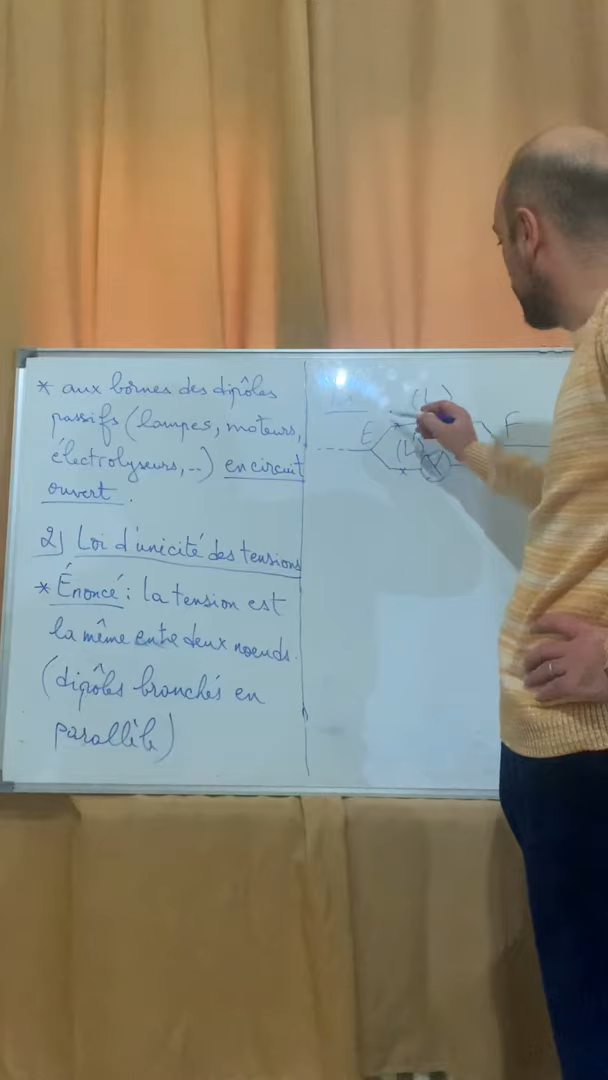 * aux bornes des dipôles
passifs (lampes, moteurs,
électrolyseurs, ..) en circuit
ouvert.
2) Loi d'unicité des tensions
* Énoncé : la tension est
la même entre deux noeuds.
(dipôles branchés en
parallèle)
(L)
E
F
(L